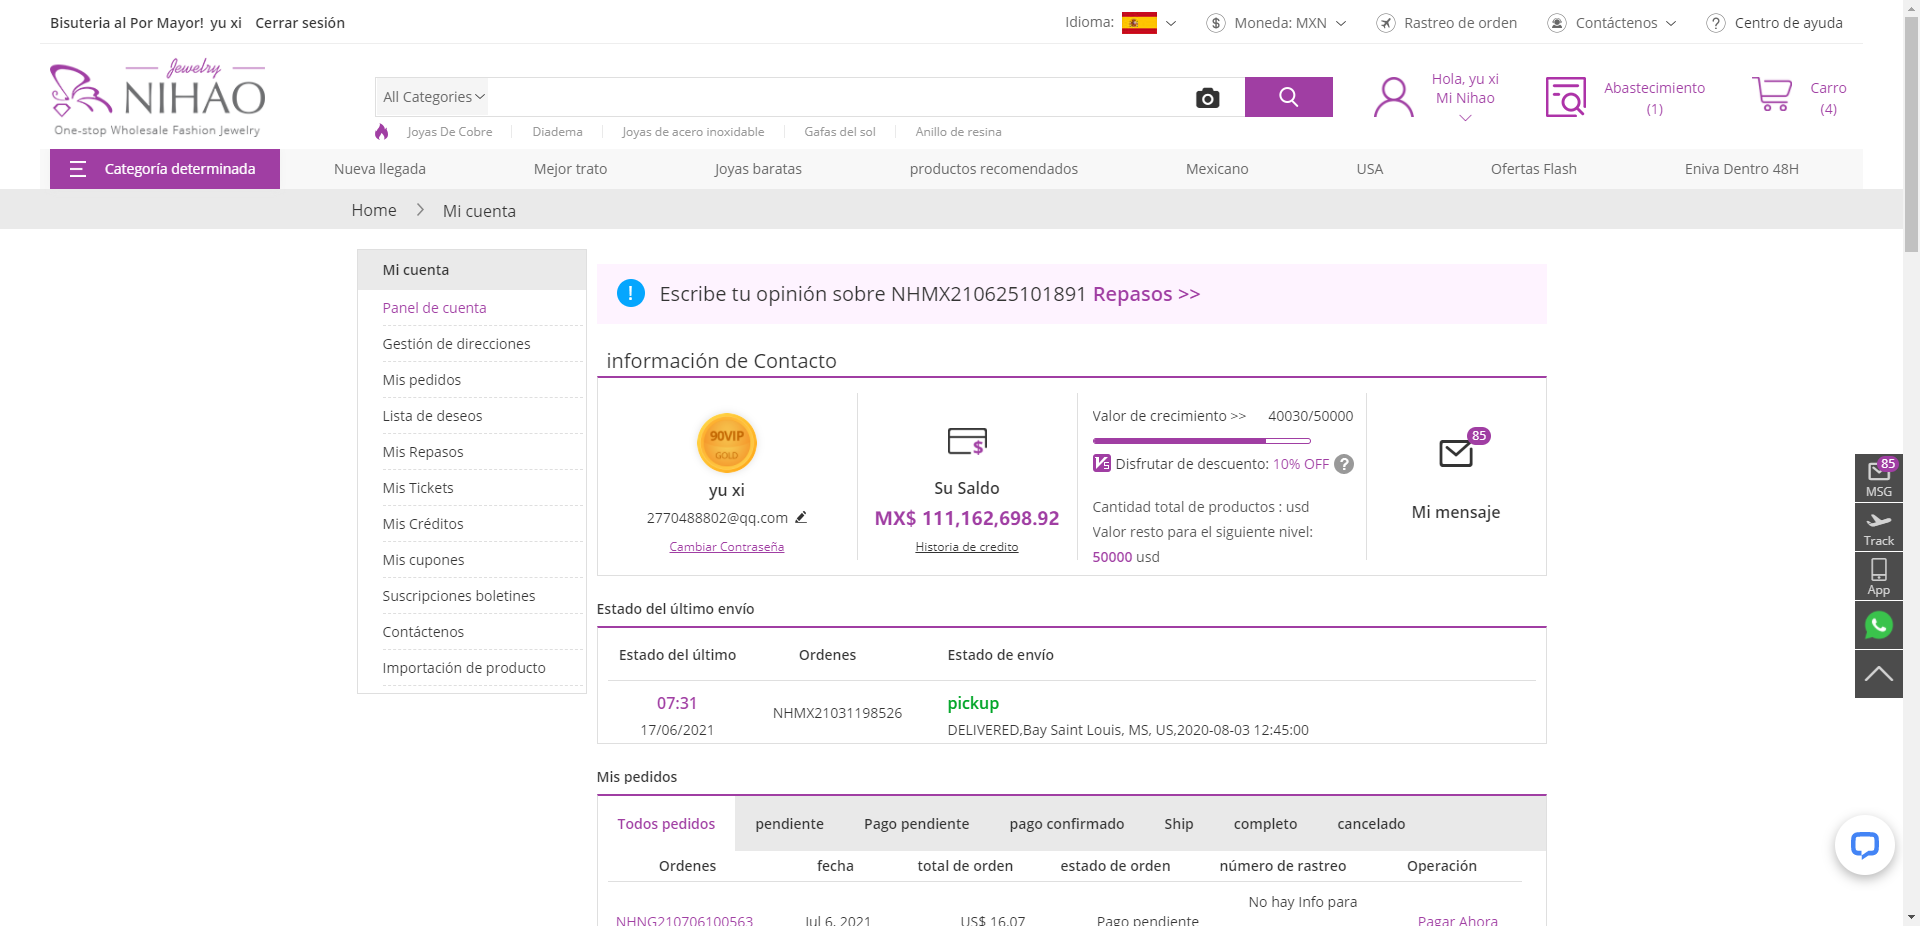 Bisuteria al Por Mayor! yu xi Cerrar sesión
Idioma:
Moneda: MXN
Rastreo de orden
Contáctenos
Centro de ayuda
Jewelry
NIHAO
One-stop Wholesale Fashion Jewelry
All Categories
Joyas De Cobre
Diadema
Joyas de acero inoxidable
Gafas del sol
Anillo de resina
Hola, yu xi
Mi Nihao
Abastecimiento
(1)
Carro
(4)
Categoría determinada
Nueva llegada
Mejor trato
Joyas baratas
productos recomendados
Mexicano
USA
Ofertas Flash
Eniva Dentro 48H
Home
Mi cuenta
Mi cuenta
Panel de cuenta
Gestión de direcciones
Mis pedidos
Lista de deseos
Mis Repasos
Mis Tickets
Mis Créditos
Mis cupones
Suscripciones boletines
Contáctenos
Importación de producto
! Escribe tu opinión sobre NHMX210625101891 Repasos >>
información de Contacto
90VIP
GOLD
yu xi
2770488802@qq.com
Cambiar Contraseña
$
Su Saldo
MX$ 111,162,698.92
Historia de credito
Valor de crecimiento >> 40030/50000
Disfrutar de descuento: 10% OFF ?
Cantidad total de productos : usd
Valor resto para el siguiente nivel:
50000 usd
85
Mi mensaje
Estado del último envío
Estado del último
Ordenes
Estado de envío
07:31
17/06/2021
NHMX21031198526
pickup
DELIVERED,Bay Saint Louis, MS, US,2020-08-03 12:45:00
Mis pedidos
Todos pedidos
pendiente
Pago pendiente
pago confirmado
Ship
completo
cancelado
Ordenes
fecha
total de orden
estado de orden
número de rastreo
Operación
No hay Info para
NHNG210706100563
Jul 6, 2021
US$ 16.07
Pago pendiente
Pagar Ahora
85
MSG
Track
App